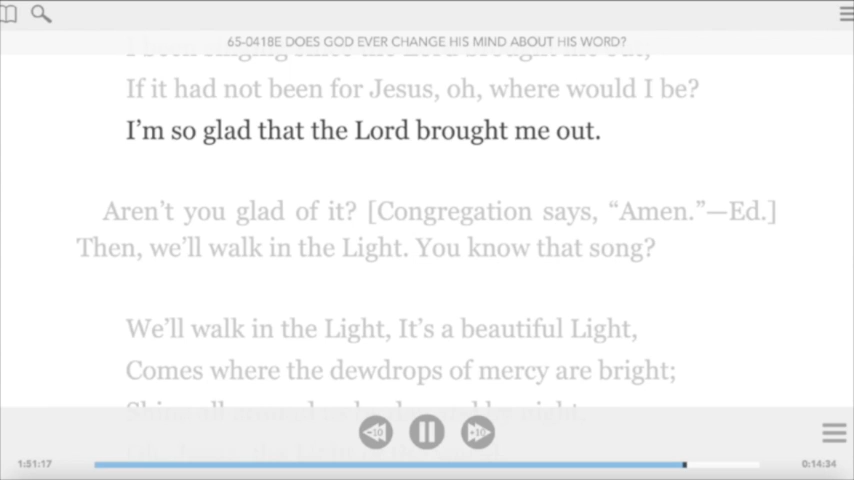 65-0418E DOES GOD EVER CHANGE HIS MIND ABOUT HIS WORD?
If it had not been for Jesus, oh, where would I be?
I'm so glad that the Lord brought me out.
Aren't you glad of it? [Congregation says, “Amen.”—Ed.]
Then, we'll walk in the Light. You know that song?
We'll walk in the Light, It's a beautiful Light,
Comes where the dewdrops of mercy are bright;
-10
+10
1:51:17
0:14:34